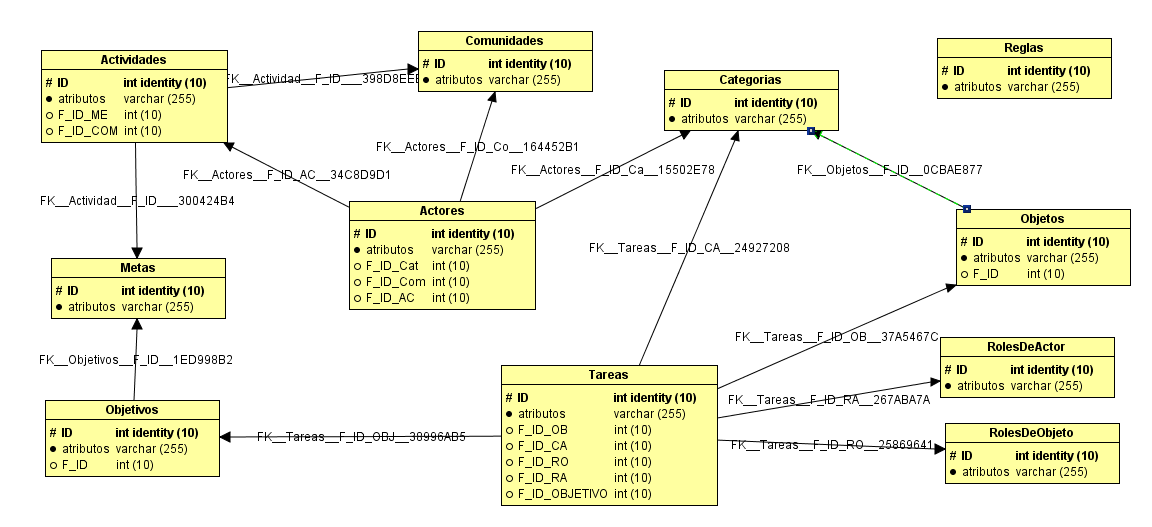 Actividades
# ID int identity (10)
atributos varchar (255)
F_ID_ME int (10)
F_ID_COM int (10)
FK__Actividad__F_ID___398D8EEE
Comunidades
# ID int identity (10)
atributos varchar (255)
Categorias
# ID int identity (10)
atributos varchar (255)
Reglas
# ID int identity (10)
atributos varchar (255)
FK__Actores__F_ID_Co__164452B1
FK__Actores__F_ID_AC__34C8D9D1
FK__Actores__F_ID_Ca__15502E78
FK__Objetos__F_ID__0CBAE877
FK__Actividad__F_ID___300424B4
Actores
# ID int identity (10)
atributos varchar (255)
F_ID_Cat int (10)
F_ID_Com int (10)
F_ID_AC int (10)
Objetos
# ID int identity (10)
atributos varchar (255)
F_ID int (10)
FK__Tareas__F_ID_CA__24927208
Metas
# ID int identity (10)
atributos varchar (255)
FK__Tareas__F_ID_OB__37A5467C
FK__Objetivos__F_ID__1ED998B2
RolesDeActor
# ID int identity (10)
atributos varchar (255)
Tareas
# ID int identity (10)
atributos varchar (255)
F_ID_OB int (10)
F_ID_CA int (10)
F_ID_RO int (10)
F_ID_RA int (10)
F_ID_OBJETIVO int (10)
FK__Tareas__F_ID_RA__267ABA7A
Objetivos
# ID int identity (10)
atributos varchar (255)
F_ID int (10)
FK__Tareas__F_ID_OBJ__38996AB5
FK__Tareas__F_ID_RO__25869641
RolesDeObjeto
# ID int identity (10)
atributos varchar (255)